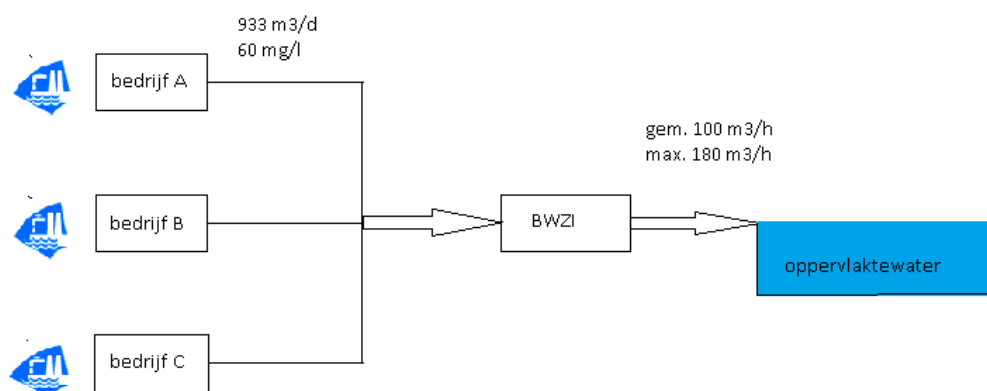 933 m3/d
60 mg/l
bedrijf A
gem. 100 m3/h
max. 180 m3/h
bedrijf B
BWZI
oppervlaktewater
bedrijf C